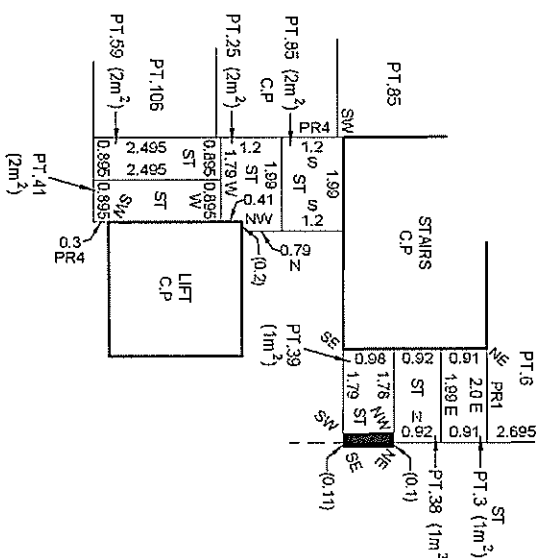 PT.59 (2m²)
PT.106
PT.25 (2m²)
PT.85 (2m²)
C.P
PT.85
SW
PR4
0.895
2.495
ST
0.895
2.495
0.895
ST
W
0.895
SW
PT.41
(2m²)
0.3
PR4
1.2
1.99
ST
1.79 W
0.41
NW
(0.2)
0.79
N
1.2
S
1.99
ST
S
1.2
LIFT
C.P
STAIRS
C.P
SE
NE
PT.39
(1m²)
0.98
1.78
NW
ST
1.79
SW
SE
NE
(0.11)
(0.1)
0.92
ST
N
0.92
0.91
1.99 E
2.0 E
0.91
PR1
2.695
PT.6
PT.38 (1m²)
ST
PT.3 (1m²)